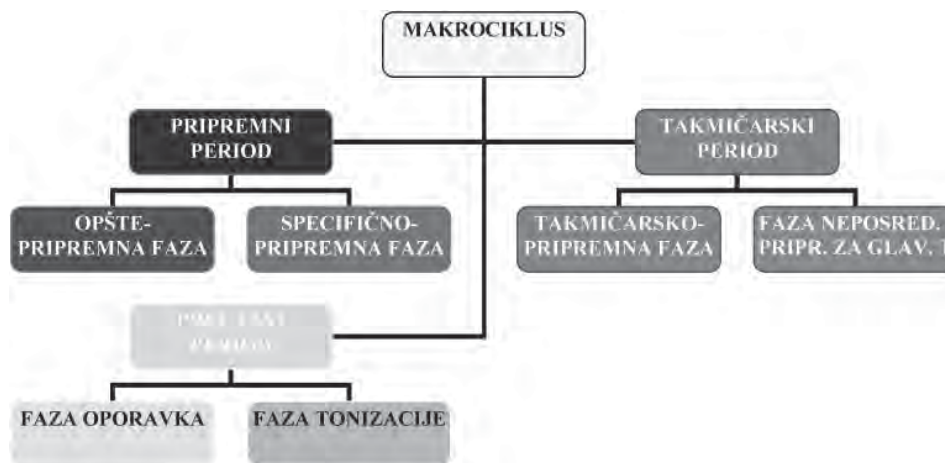 MAKROCIKLUS
PRIPREMNI
PERIOD
TAKMIČARSKI
PERIOD
OPŠTE-
PRIPREMNA FAZA
SPECIFIČNO-
PRIPREMNA FAZA
TAKMIČARSKO-
PRIPREMNA FAZA
FAZA NEPOSRED.
PRIPR. ZA GLAV.
PERIOD
FAZA OPORAVKA
FAZA TONIZACIJE